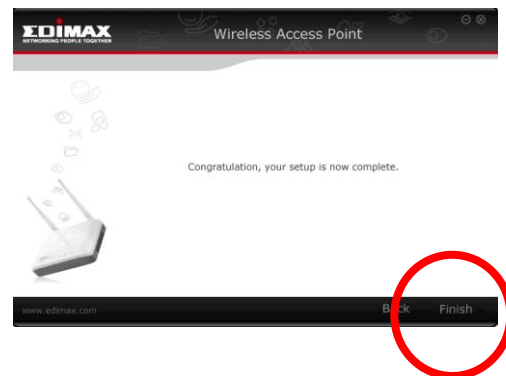 EDIMAX
NETWORKING PEOPLE TOGETHER
Wireless Access Point
Congratulation, your setup is now complete.
www.edimax.com
Back
Finish